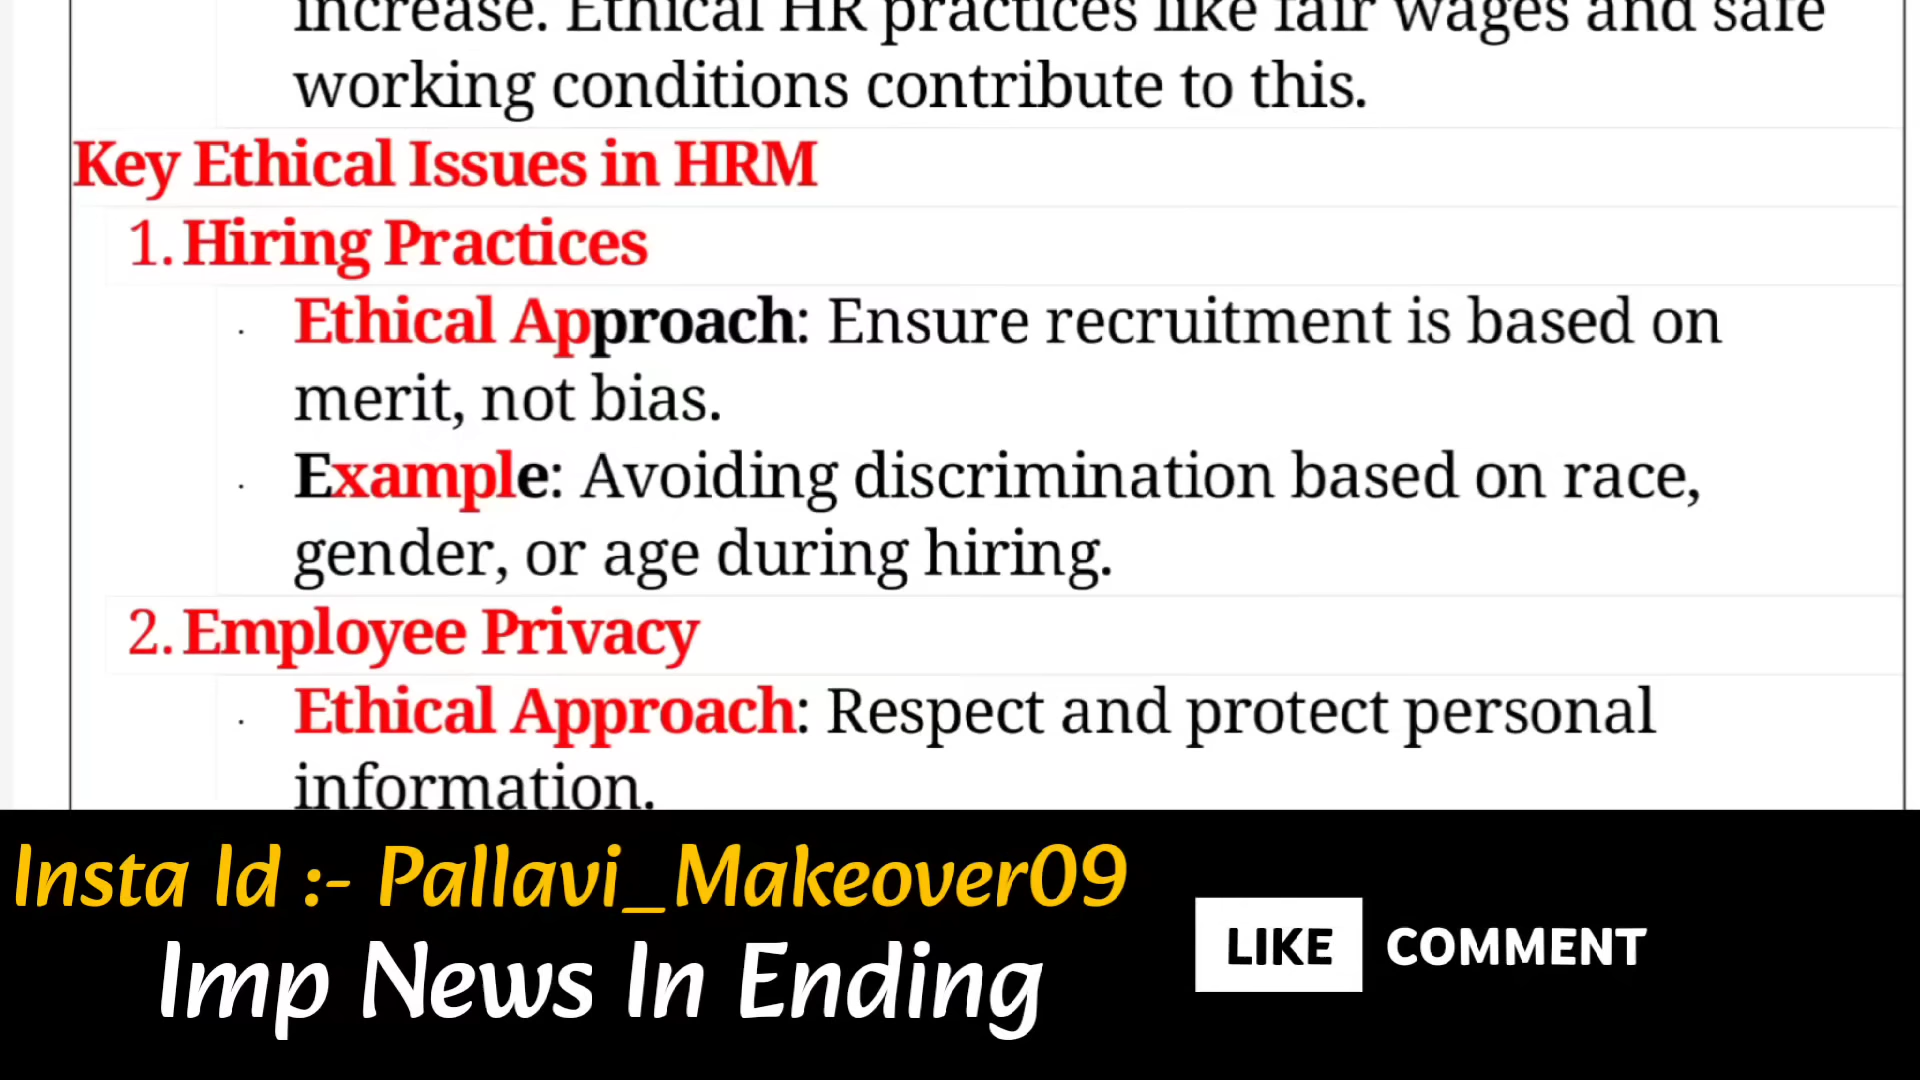 increase. Ethical HR practices like fair wages and safe
working conditions contribute to this.
Key Ethical Issues in HRM
1. Hiring Practices
· Ethical Approach: Ensure recruitment is based on
merit, not bias.
· Example: Avoiding discrimination based on race,
gender, or age during hiring.
2. Employee Privacy
· Ethical Approach: Respect and protect personal
information.
Insta Id :- Pallavi_Makeover09
Imp News In Ending
LIKE COMMENT